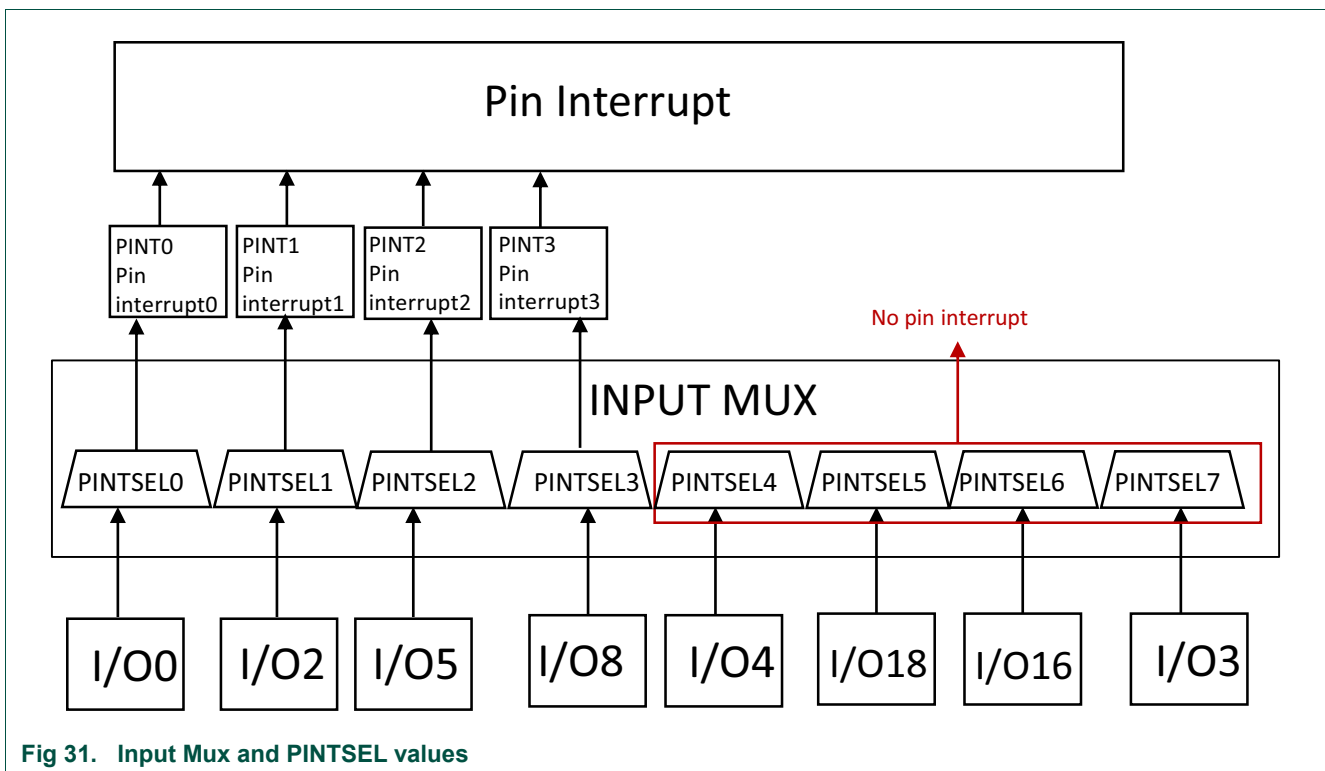 Pin Interrupt
PINT0
Pin
interrupt0
PINT1
Pin
interrupt1
PINT2
Pin
interrupt2
PINT3
Pin
interrupt3
No pin interrupt
INPUT MUX
PINTSEL0
PINTSEL1
PINTSEL2
PINTSEL3
PINTSEL4
PINTSEL5
PINTSEL6
PINTSEL7
I/O0
I/O2
I/O5
I/O8
I/O4
I/O18
I/O16
I/O3
Fig 31. Input Mux and PINTSEL values